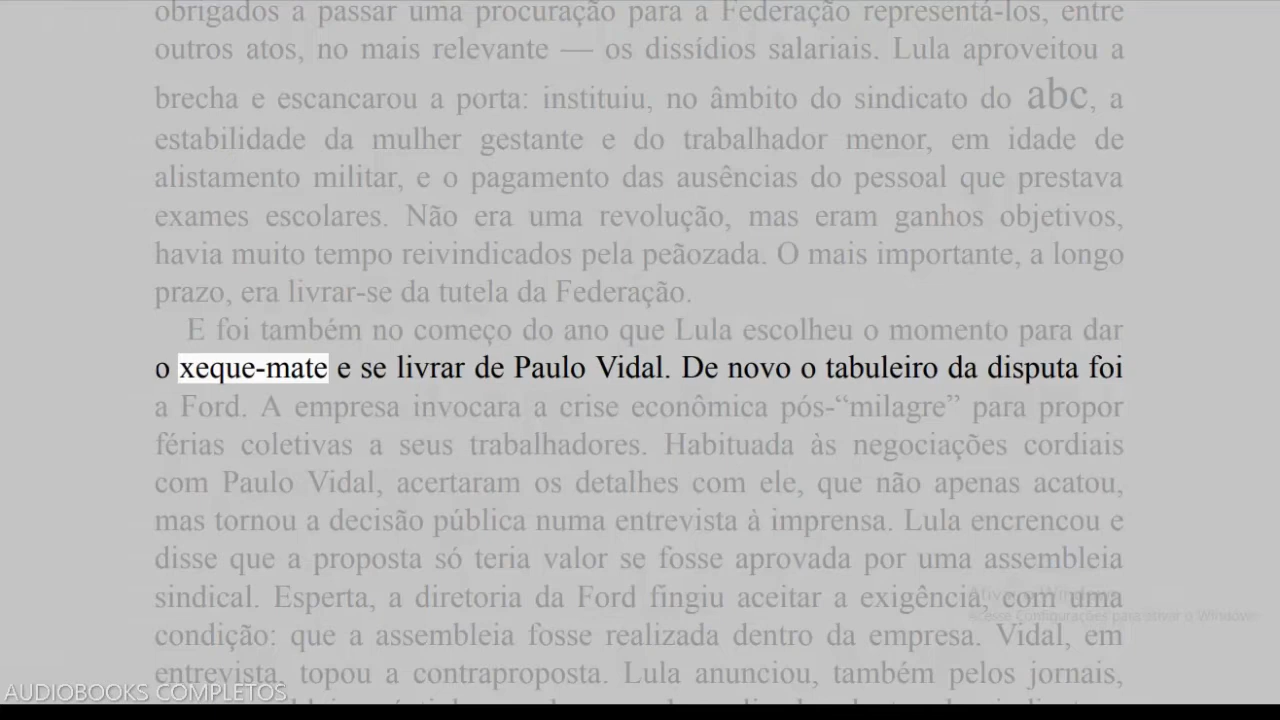 obrigados a passar uma procuração para a Federação representá-los, entre
outros atos, no mais relevante — os dissídios salariais. Lula aproveitou a
brecha e escancarou a porta: instituiu, no âmbito do sindicato do abc, a
estabilidade da mulher gestante e do trabalhador menor, em idade de
alistamento militar, e o pagamento das ausências do pessoal que prestava
exames escolares. Não era uma revolução, mas eram ganhos objetivos,
havia muito tempo reivindicados pela peãozada. O mais importante, a longo
prazo, era livrar-se da tutela da Federação.
E foi também no começo do ano que Lula escolheu o momento para dar
o xeque-mate e se livrar de Paulo Vidal. De novo o tabuleiro da disputa foi
a Ford. A empresa invocara a crise econômica pós-“milagre” para propor
férias coletivas a seus trabalhadores. Habituada às negociações cordiais
com Paulo Vidal, acertaram os detalhes com ele, que não apenas acatou,
mas tornou a decisão pública numa entrevista à imprensa. Lula encrencou e
disse que a proposta só teria valor se fosse aprovada por uma assembleia
sindical. Esperta, a diretoria da Ford fingiu aceitar a exigência, com uma
Ativar o Windows
Acesse Configurações para ativar o Windows.
condição: que a assembleia fosse realizada dentro da empresa. Vidal, em
entrevista, topou a contraproposta. Lula anunciou, também pelos jornais,
AUDIOBOOKS COMPLETOS